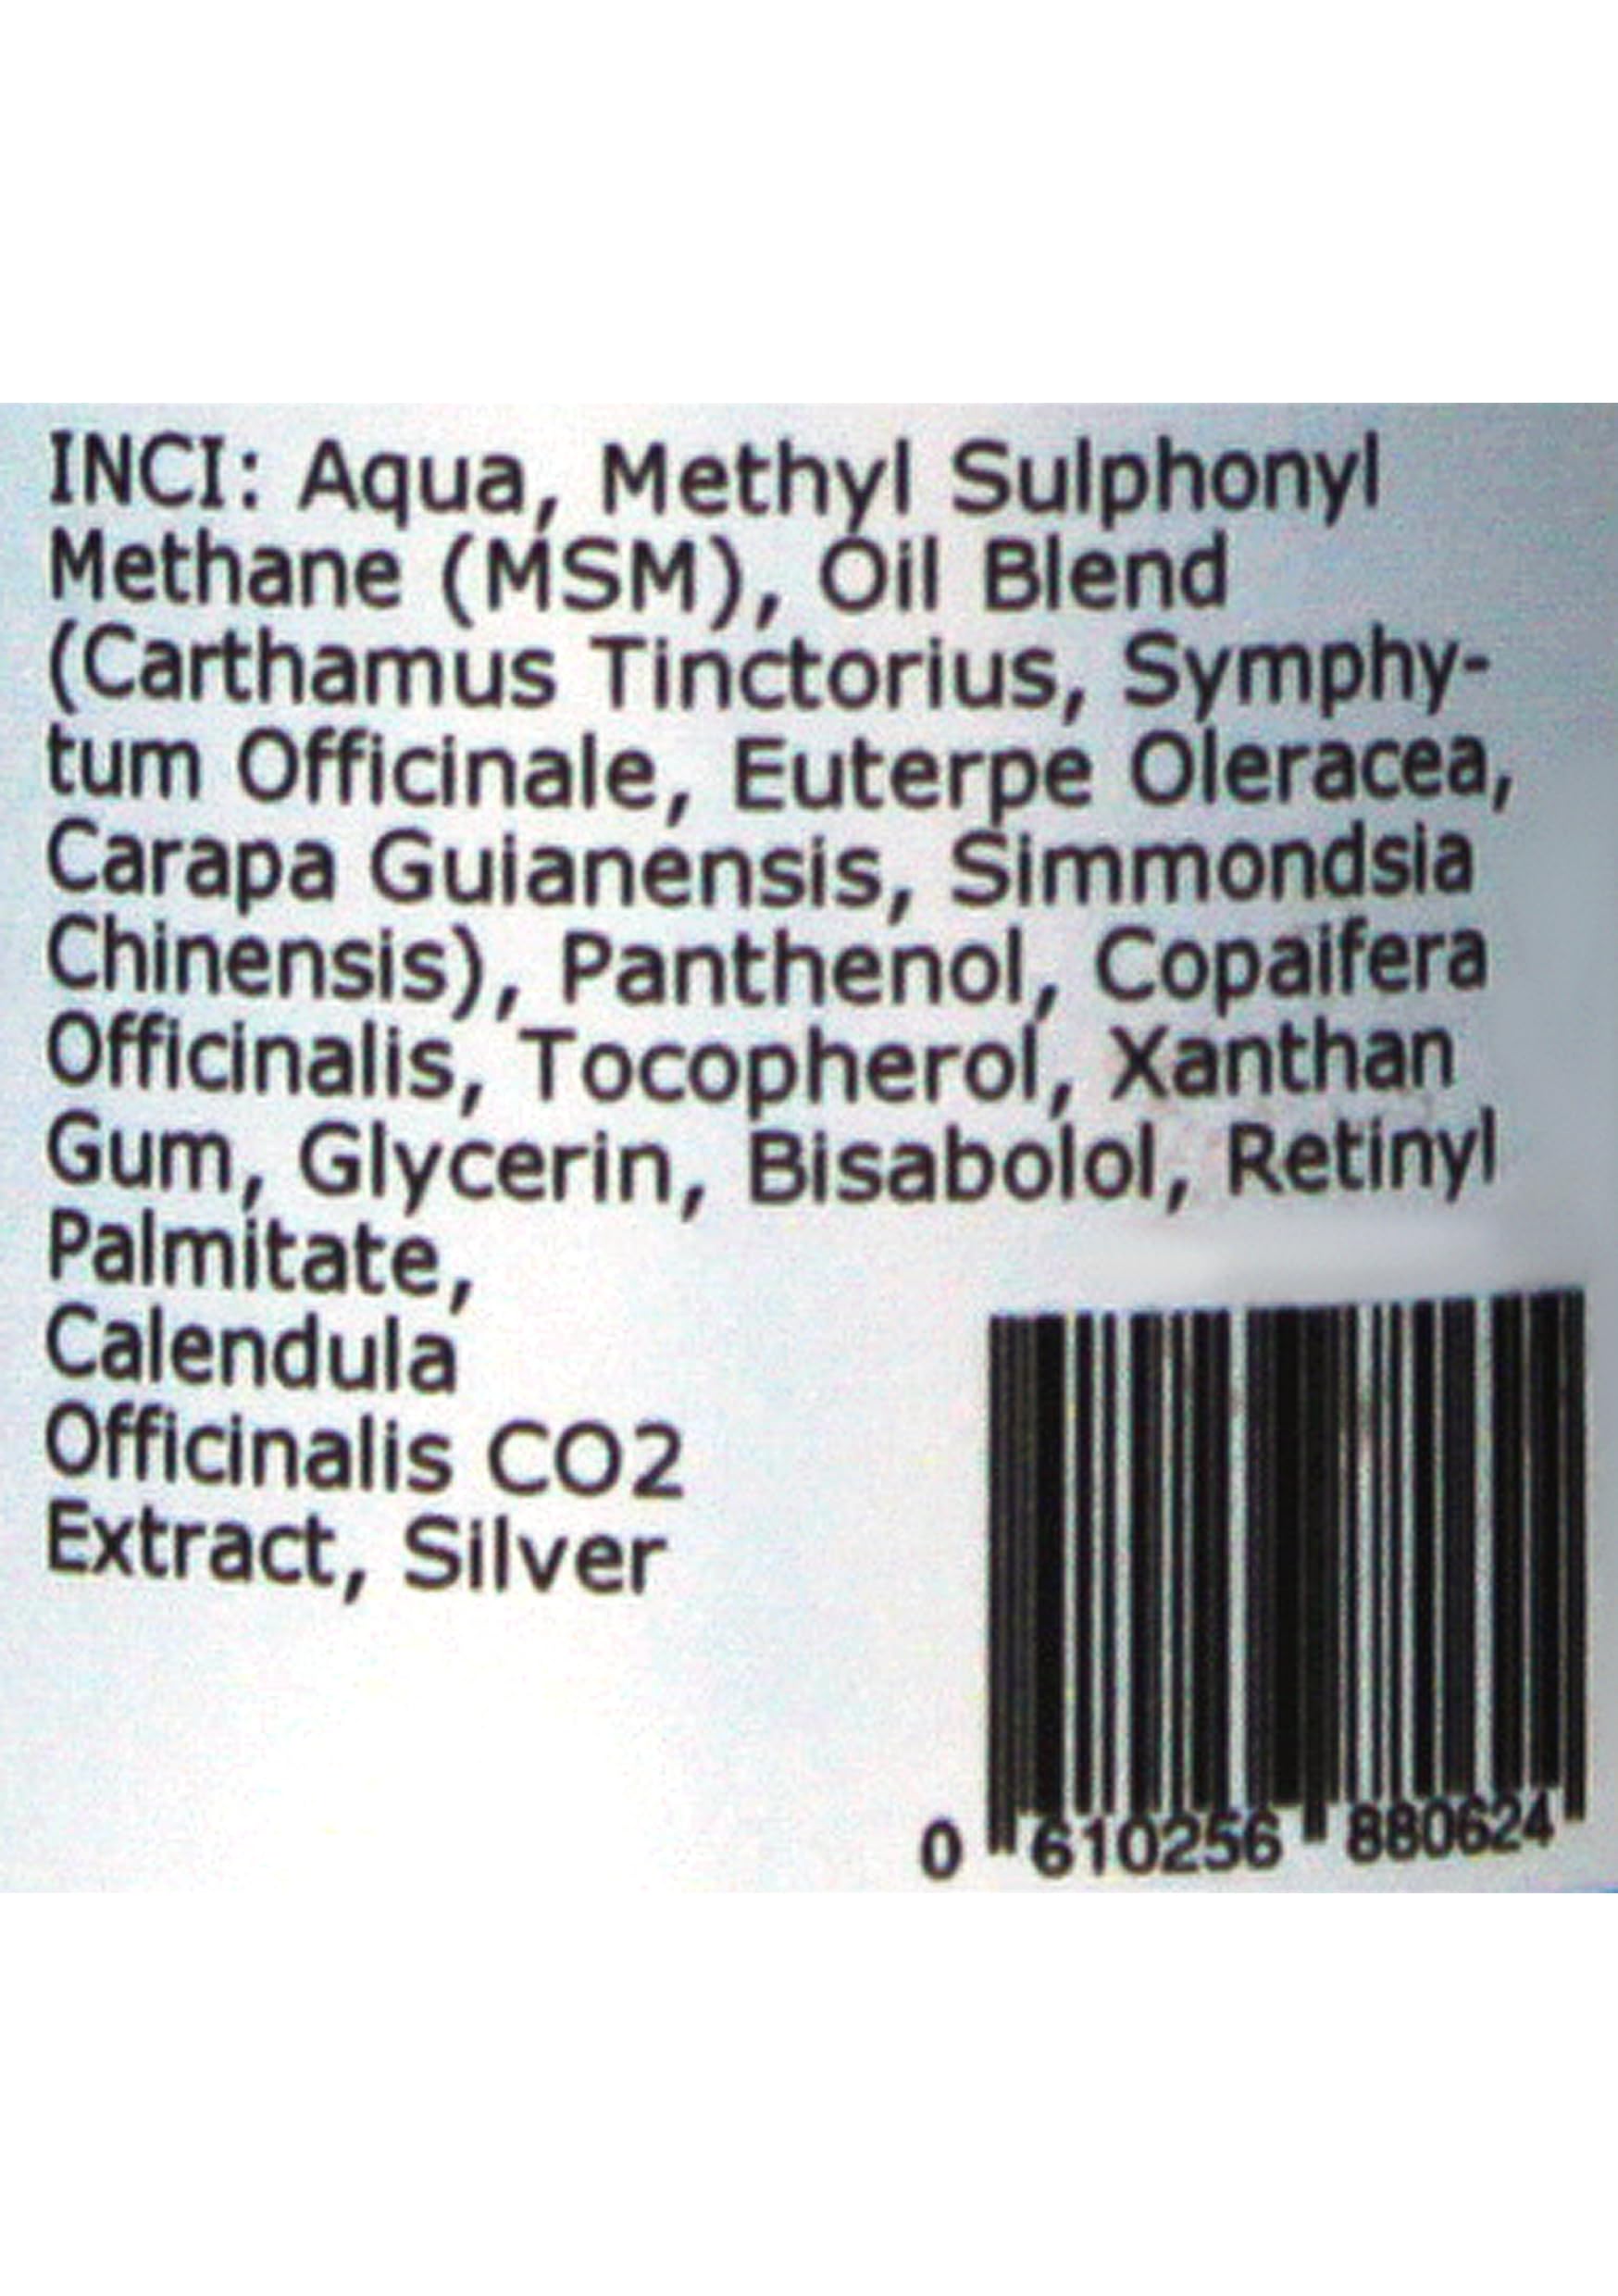 INCI: Aqua, Methyl Sulphonyl
Methane (MSM), Oil Blend
(Carthamus Tinctorius, Symphy-
tum Officinale, Euterpe Oleracea,
Carapa Guianensis, Simmondsia
Chinensis), Panthenol, Copaifera
Officinalis, Tocopherol, Xanthan
Gum, Glycerin, Bisabolol, Retinyl
Palmitate,
Calendula
Officinalis CO2
Extract, Silver
0 610256 880624